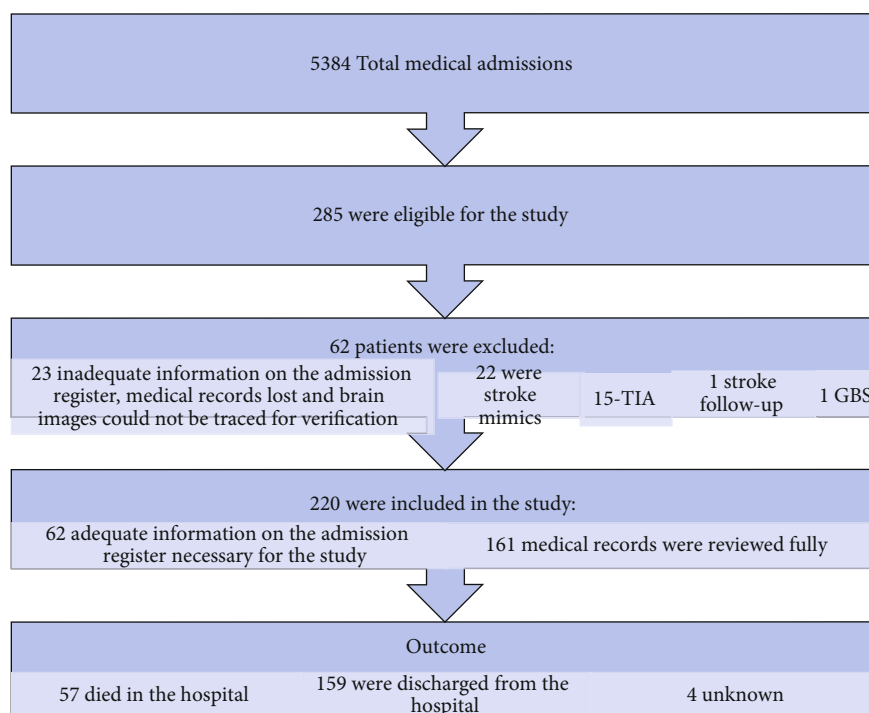 5384 Total medical admissions
285 were eligible for the study
62 patients were excluded:
23 inadequate information on the admission
register, medical records lost and brain
images could not be traced for verification
22 were
stroke
mimics
15-TIA
1 stroke
follow-up
1 GBS
220 were included in the study:
62 adequate information on the admission
register necessary for the study
161 medical records were reviewed fully
Outcome
57 died in the hospital
159 were discharged from the
hospital
4 unknown